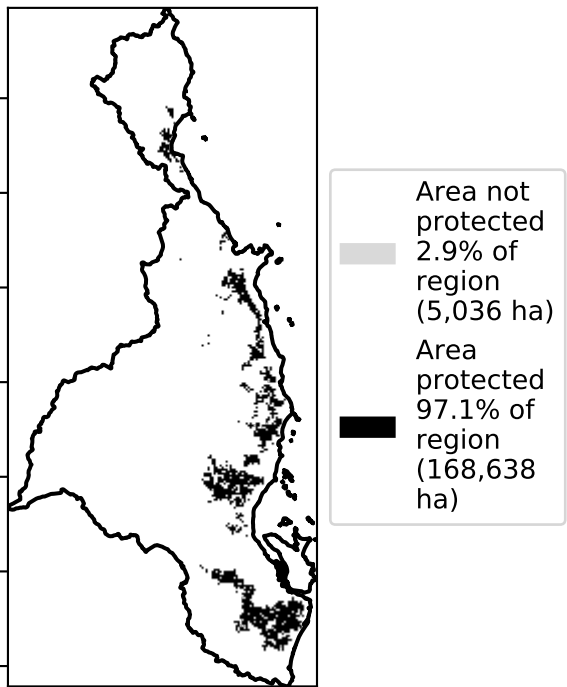 Area not
protected
2.9% of
region
(5,036 ha)
Area
protected
97.1% of
region
(168,638
ha)